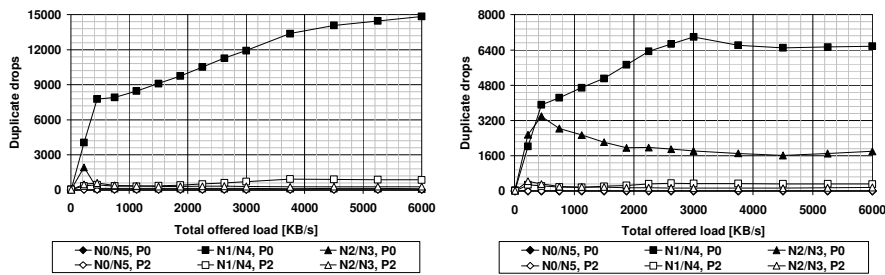 15000
12000
9000
6000
3000
0
Duplicate drops
0 1000 2000 3000 4000 5000 6000
Total offered load [KB/s]
N0/N5, P0 N1/N4, P0 N2/N3, P0
N0/N5, P2 N1/N4, P2 N2/N3, P2
8000
6400
4800
3200
1600
0
Duplicate drops
0 1000 2000 3000 4000 5000 6000
Total offered load [KB/s]
N0/N5, P0 N1/N4, P0 N2/N3, P0
N0/N5, P2 N1/N4, P2 N2/N3, P2